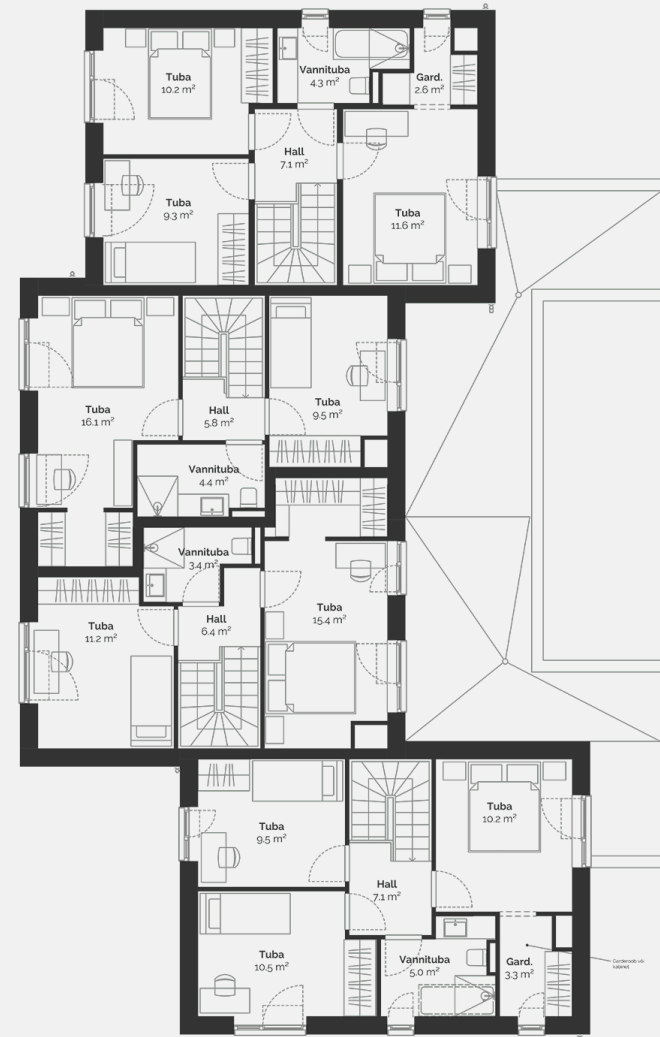 Tuba
10.2 m²
Vannituba
4.3 m²
Gard.
2.6 m²
Hall
7.1 m²
Tuba
9.3 m²
Tuba
11.6 m²
Tuba
16.1 m²
Hall
5.8 m²
Tuba
9.5 m²
Vannituba
4.4 m²
Vannituba
3.4 m²
Tuba
11.2 m²
Hall
6.4 m²
Tuba
15.4 m²
Tuba
9.5 m²
Tuba
10.2 m²
Hall
7.1 m²
Tuba
10.5 m²
Vannituba
5.0 m²
Gard.
3.3 m²